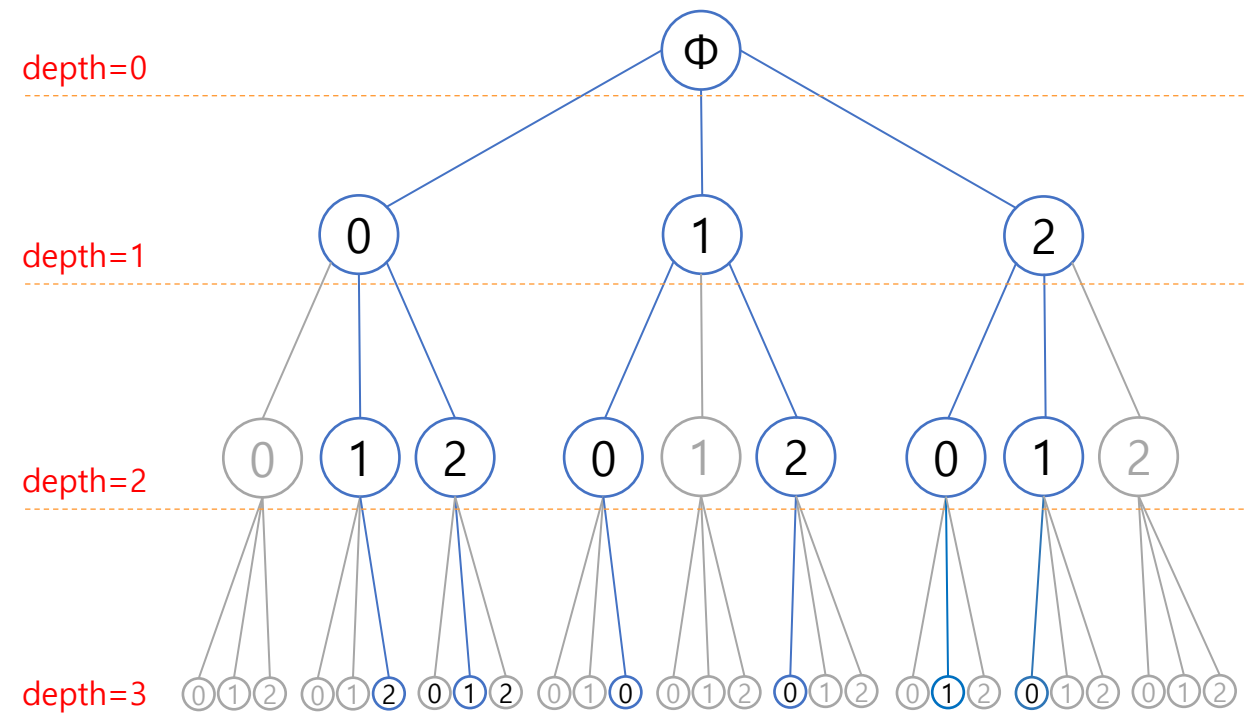 Φ
depth=0
0 1 2
depth=1
0 1 2 0 1 2 0 1 2
depth=2
0 1 2 0 1 2 0 1 2 0 1 0 0 1 2 0 1 2 0 1 2 0 1 2 0 1 2
depth=3